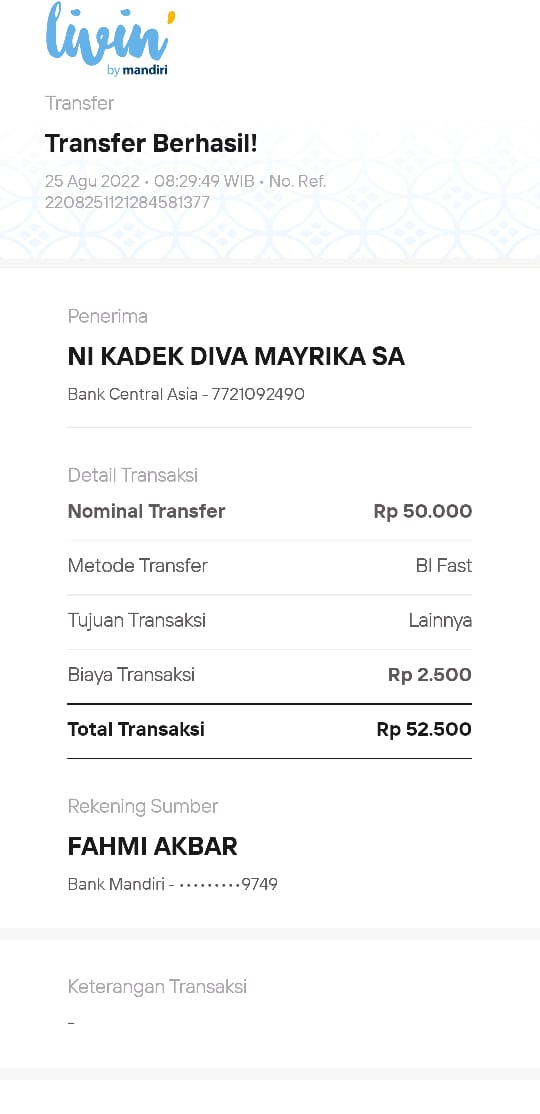 livin'
by mandiri
Transfer
Transfer Berhasil!
25 Agu 2022 • 08:29:49 WIB • No. Ref.
2208251121284581377
Penerima
NI KADEK DIVA MAYRIKA SA
Bank Central Asia - 7721092490
Detail Transaksi
Nominal Transfer Rp 50.000
Metode Transfer BI Fast
Tujuan Transaksi Lainnya
Biaya Transaksi Rp 2.500
Total Transaksi Rp 52.500
Rekening Sumber
FAHMI AKBAR
Bank Mandiri - •••••••••9749
Keterangan Transaksi
-